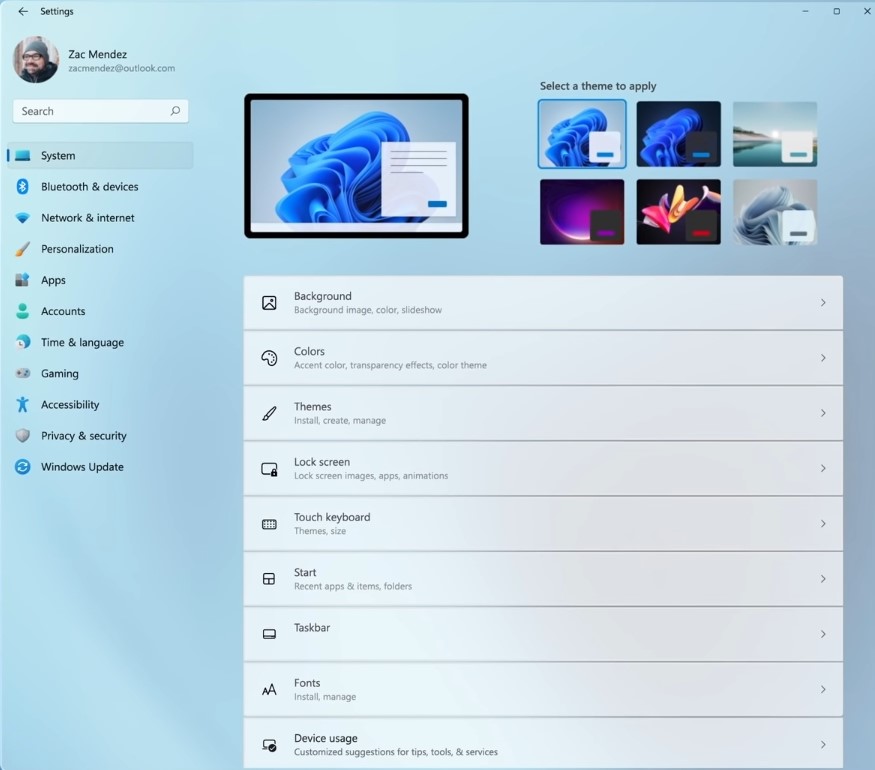 Settings
Zac Mendez
zacmendez@outlook.com
Search
System
Bluetooth & devices
Network & internet
Personalization
Apps
Accounts
Time & language
Gaming
Accessibility
Privacy & security
Windows Update
Select a theme to apply
Background
Background image, color, slideshow
Colors
Accent color, transparency effects, color theme
Themes
Install, create, manage
Lock screen
Lock screen images, apps, animations
Touch keyboard
Themes, size
Start
Recent apps & items, folders
Taskbar
Fonts
Install, manage
Device usage
Customized suggestions for tips, tools, & services